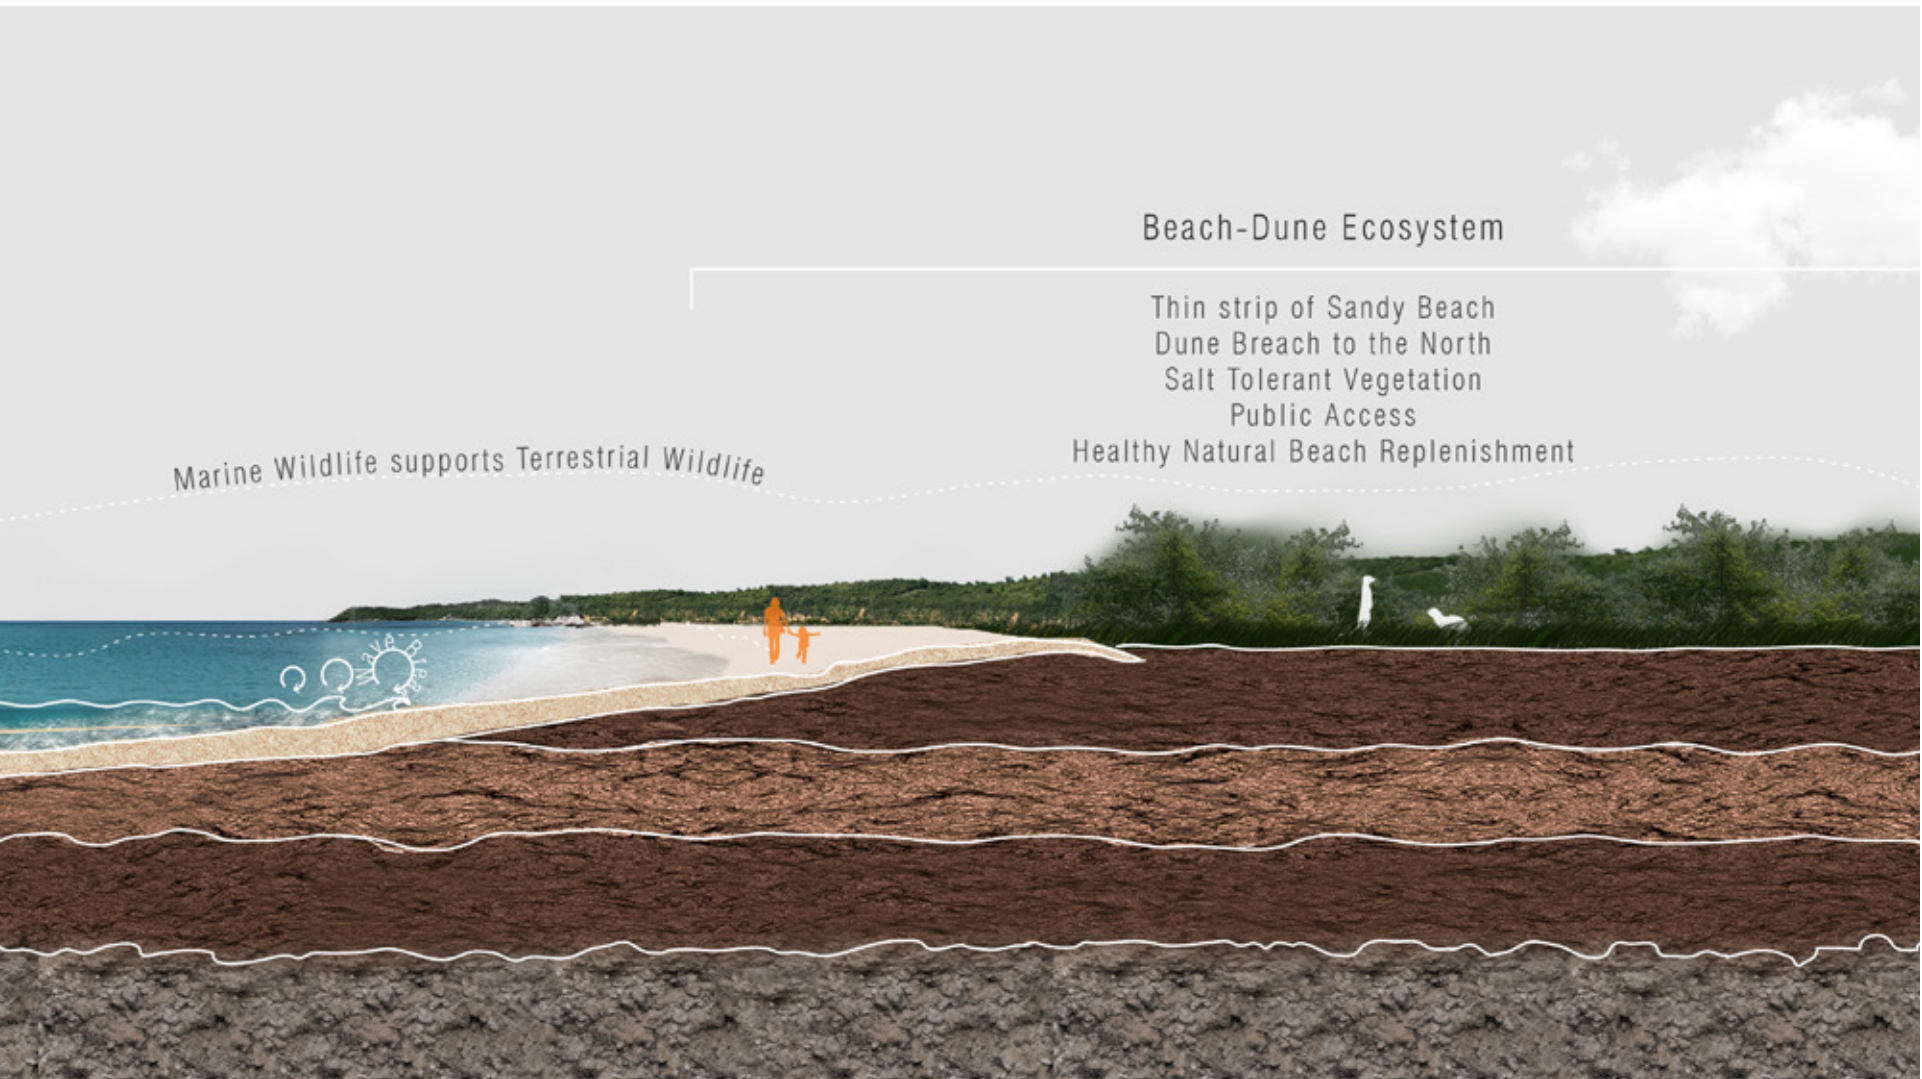 Beach-Dune Ecosystem
Thin strip of Sandy Beach
Dune Breach to the North
Salt Tolerant Vegetation
Public Access
Healthy Natural Beach Replenishment
Marine Wildlife supports Terrestrial Wildlife